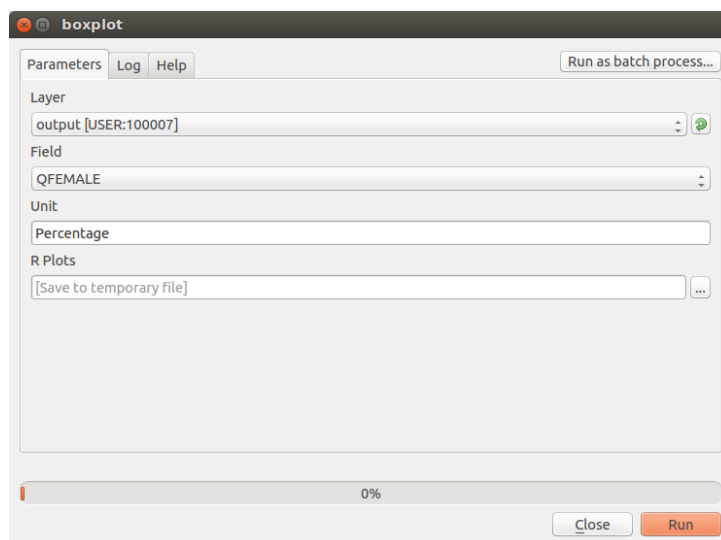 boxplot
Parameters Log Help Run as batch process...
Layer
output [USER:100007]
Field
QFEMALE
Unit
Percentage
R Plots
[Save to temporary file] ...
0%
Close Run